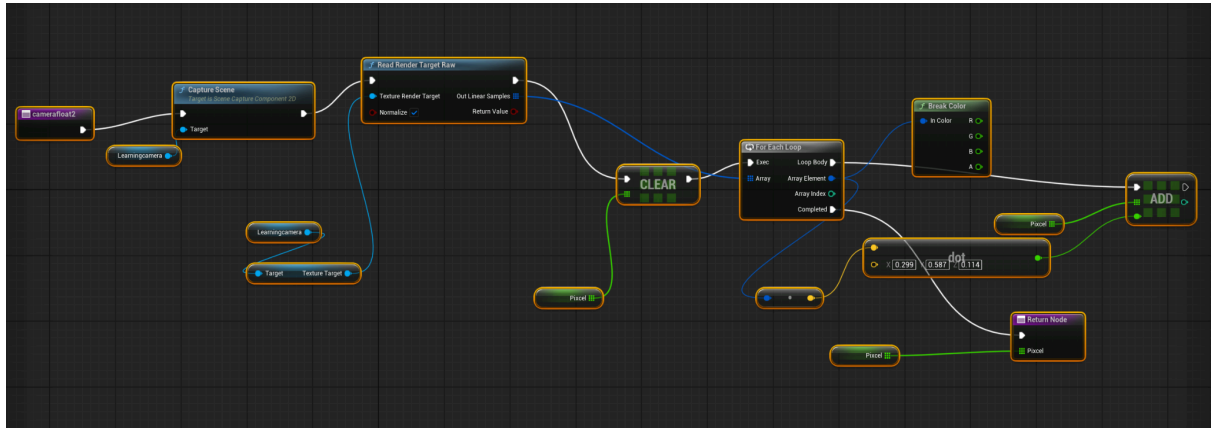 camerafloat2
Capture Scene
Target is Scene Capture Component 2D
Target
Learningcamera
Read Render Target Raw
Texture Render Target
Out Linear Samples
Normalize
Return Value
Learningcamera
Target
Texture Target
CLEAR
Pixcel
For Each Loop
Exec
Loop Body
Array
Array Element
Array Index
Completed
Break Color
In Color
R
G
B
A
Pixcel
ADD
dot
X 0.299 Y 0.587 Z 0.114
Pixcel
Return Node
Pixcel